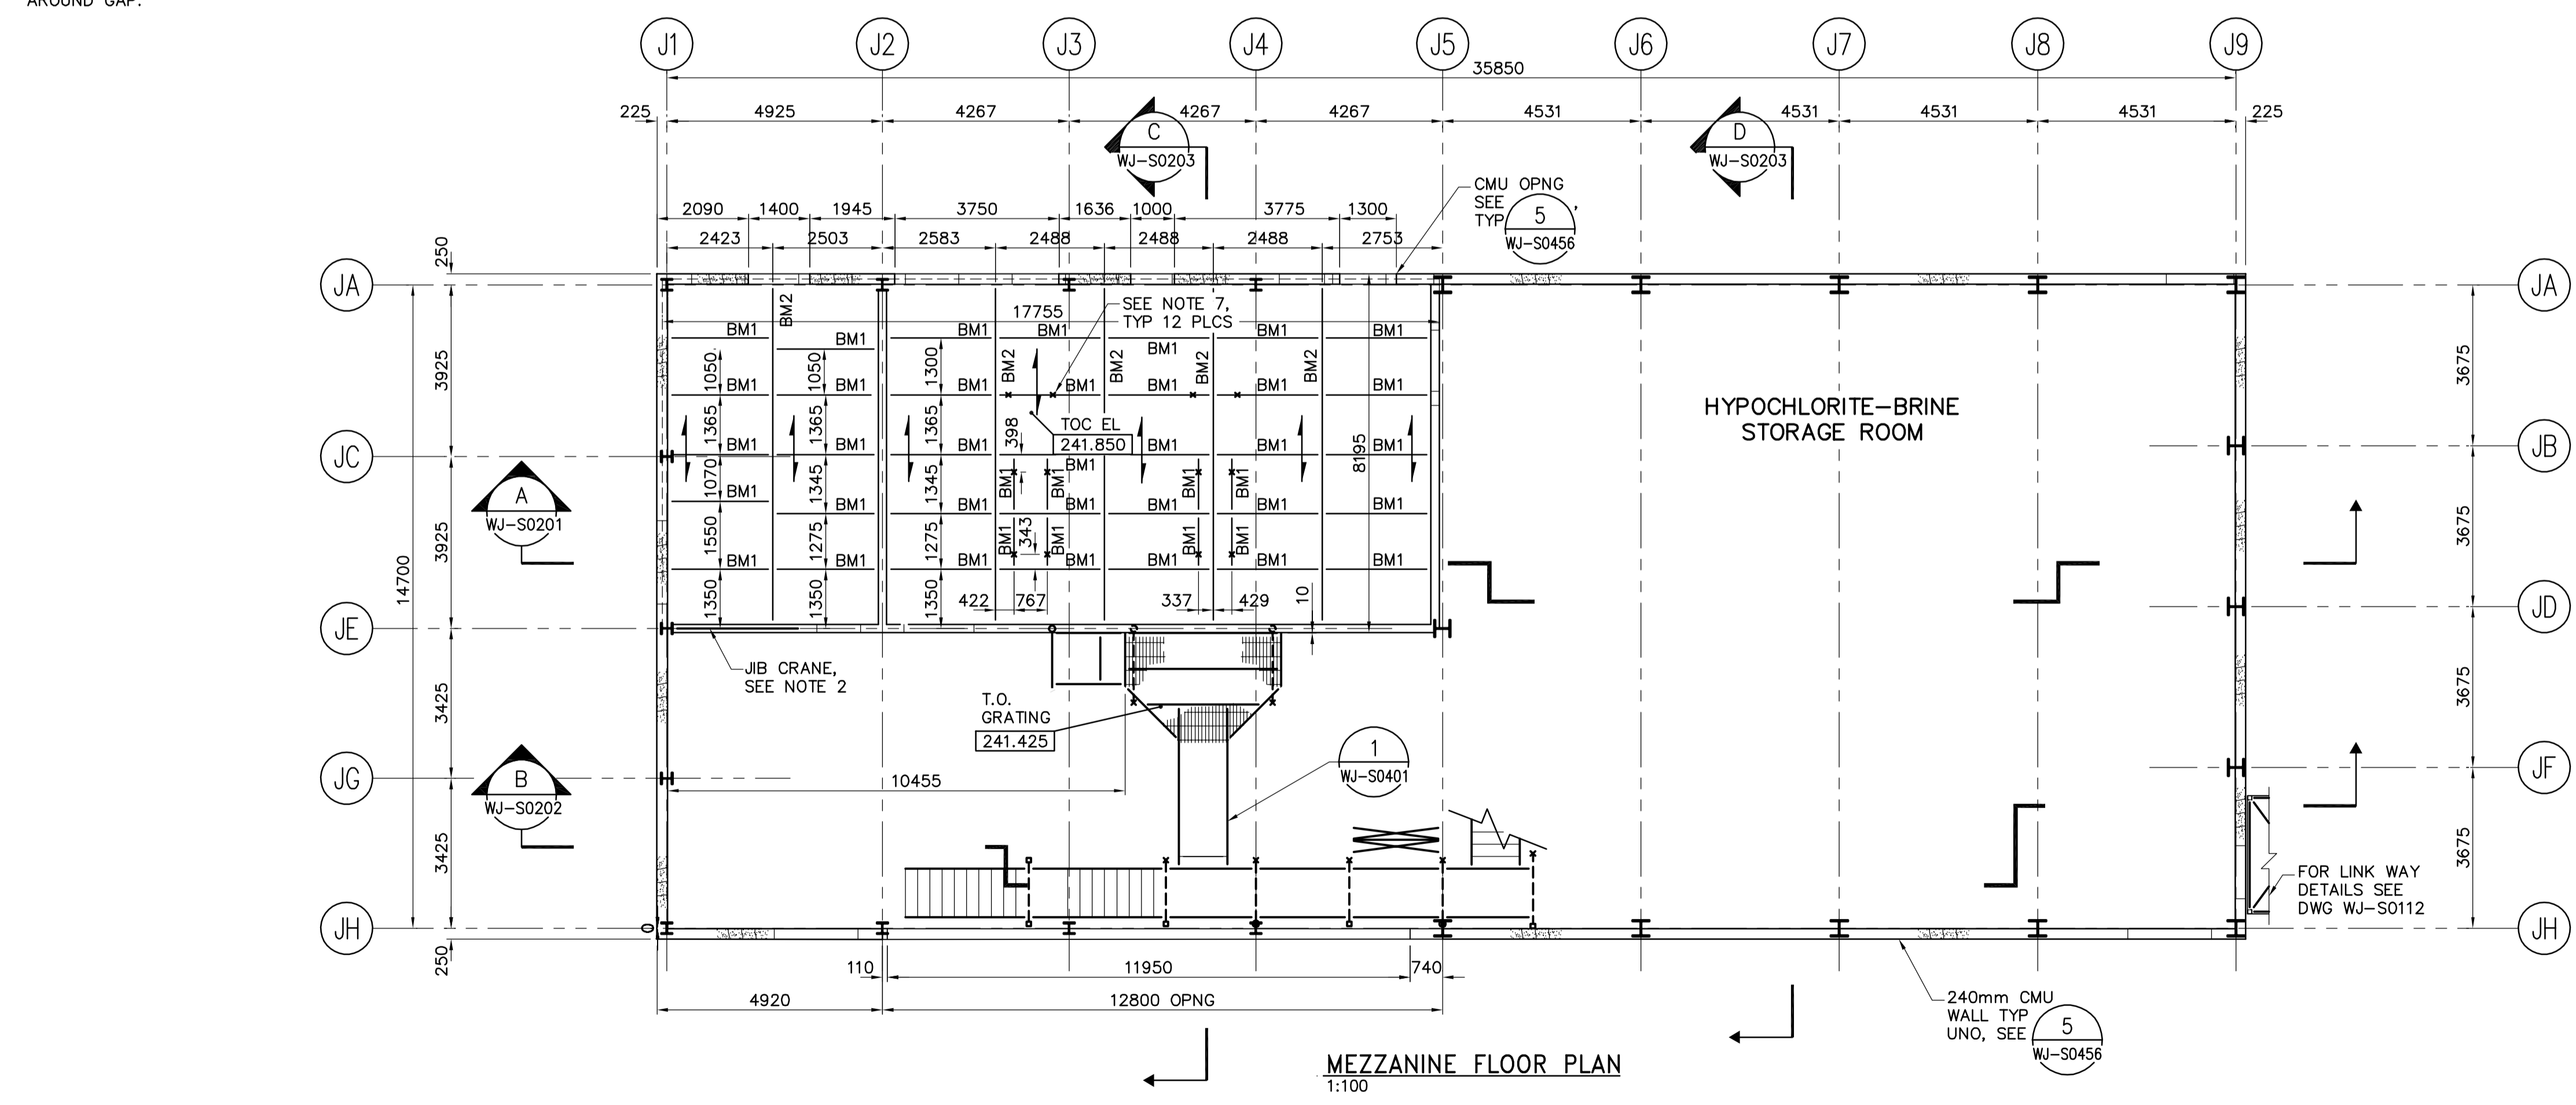 AROUND GAP.
J1 J2 J3 J4 J5 J6 J7 J8 J9
35850
225 4925 4267 4267 4267 4531 4531 4531 4531 225
C
WJ-S0203
D
WJ-S0203
CMU OPNG
SEE
TYP 5 ,
WJ-S0456
2090 1400 1945 3750 1636 1000 3775 1300
2423 2503 2583 2488 2488 2488 2753
250
JA JA
BM2
SEE NOTE 7,
TYP 12 PLCS
17755
BM1 BM1 BM1 BM1 BM1 BM1 BM1
BM2 BM2 BM2 BM2
1050 1050 1300
3925 3675
BM1 BM1 BM1 BM1 BM1 BM1 BM1
HYPOCHLORITE-BRINE
STORAGE ROOM
1365 1365 1365 398
TOC EL
241.850
8195
JC JB
BM1 BM1 BM1 BM1 BM1 BM1
BM1
1070 1345 1345
BM1 BM1 BM1 BM1
A
WJ-S0201
BM1 BM1 BM1 BM1 BM1 BM1 BM1
3925 3675
14700
1550 1275 1275 343
BM1 BM1 BM1 BM1
BM1 BM1 BM1 BM1 BM1 BM1 BM1
1350 1350 1350
422 767 337 429 10
JE JD
JIB CRANE,
SEE NOTE 2
3425 3675
T.O.
GRATING
241.425
1
WJ-S0401
JG JF
B
WJ-S0202
10455
3425 3675
FOR LINK WAY
DETAILS SEE
DWG WJ-S0112
JH JH
0
250
110 11950 740
4920 12800 OPNG
240mm CMU
WALL TYP
UNO, SEE 5
WJ-S0456
MEZZANINE FLOOR PLAN
1:100